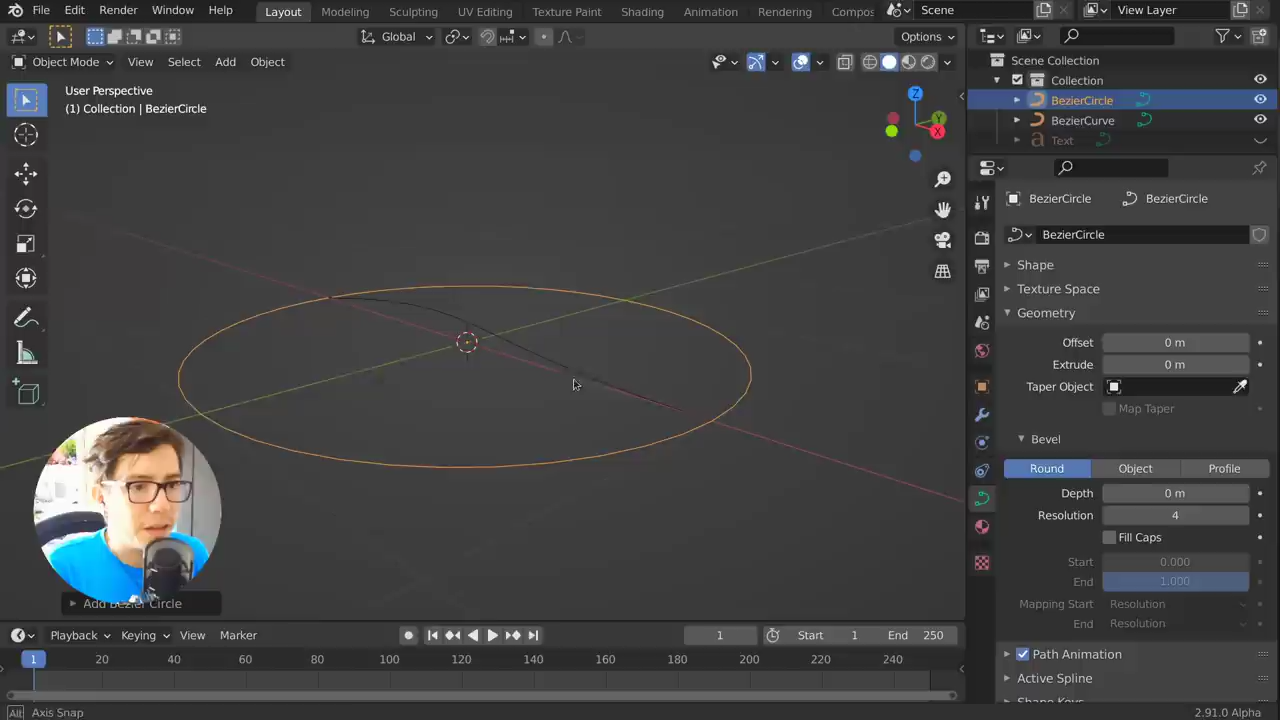 File Edit Render Window Help Layout Modeling Sculpting UV Editing Texture Paint Shading Animation Rendering Compos Scene View Layer
Global Options
Object Mode View Select Add Object
User Perspective
(1) Collection | BezierCircle
Z
Y
X
Scene Collection
Collection
BezierCircle
BezierCurve
Text
BezierCircle BezierCircle
BezierCircle
Shape
Texture Space
Geometry
Offset 0 m
Extrude 0 m
Taper Object
Map Taper
Bevel
Round Object Profile
Depth 0 m
Resolution 4
Fill Caps
Start 0.000
End 1.000
Mapping Start Resolution
End Resolution
Path Animation
Active Spline
Shape Keys
Add Bezier Circle
Playback Keying View Marker 1 Start 1 End 250
1 20 40 60 80 100 120 140 160 180 200 220 240
Alt Axis Snap 2.91.0 Alpha